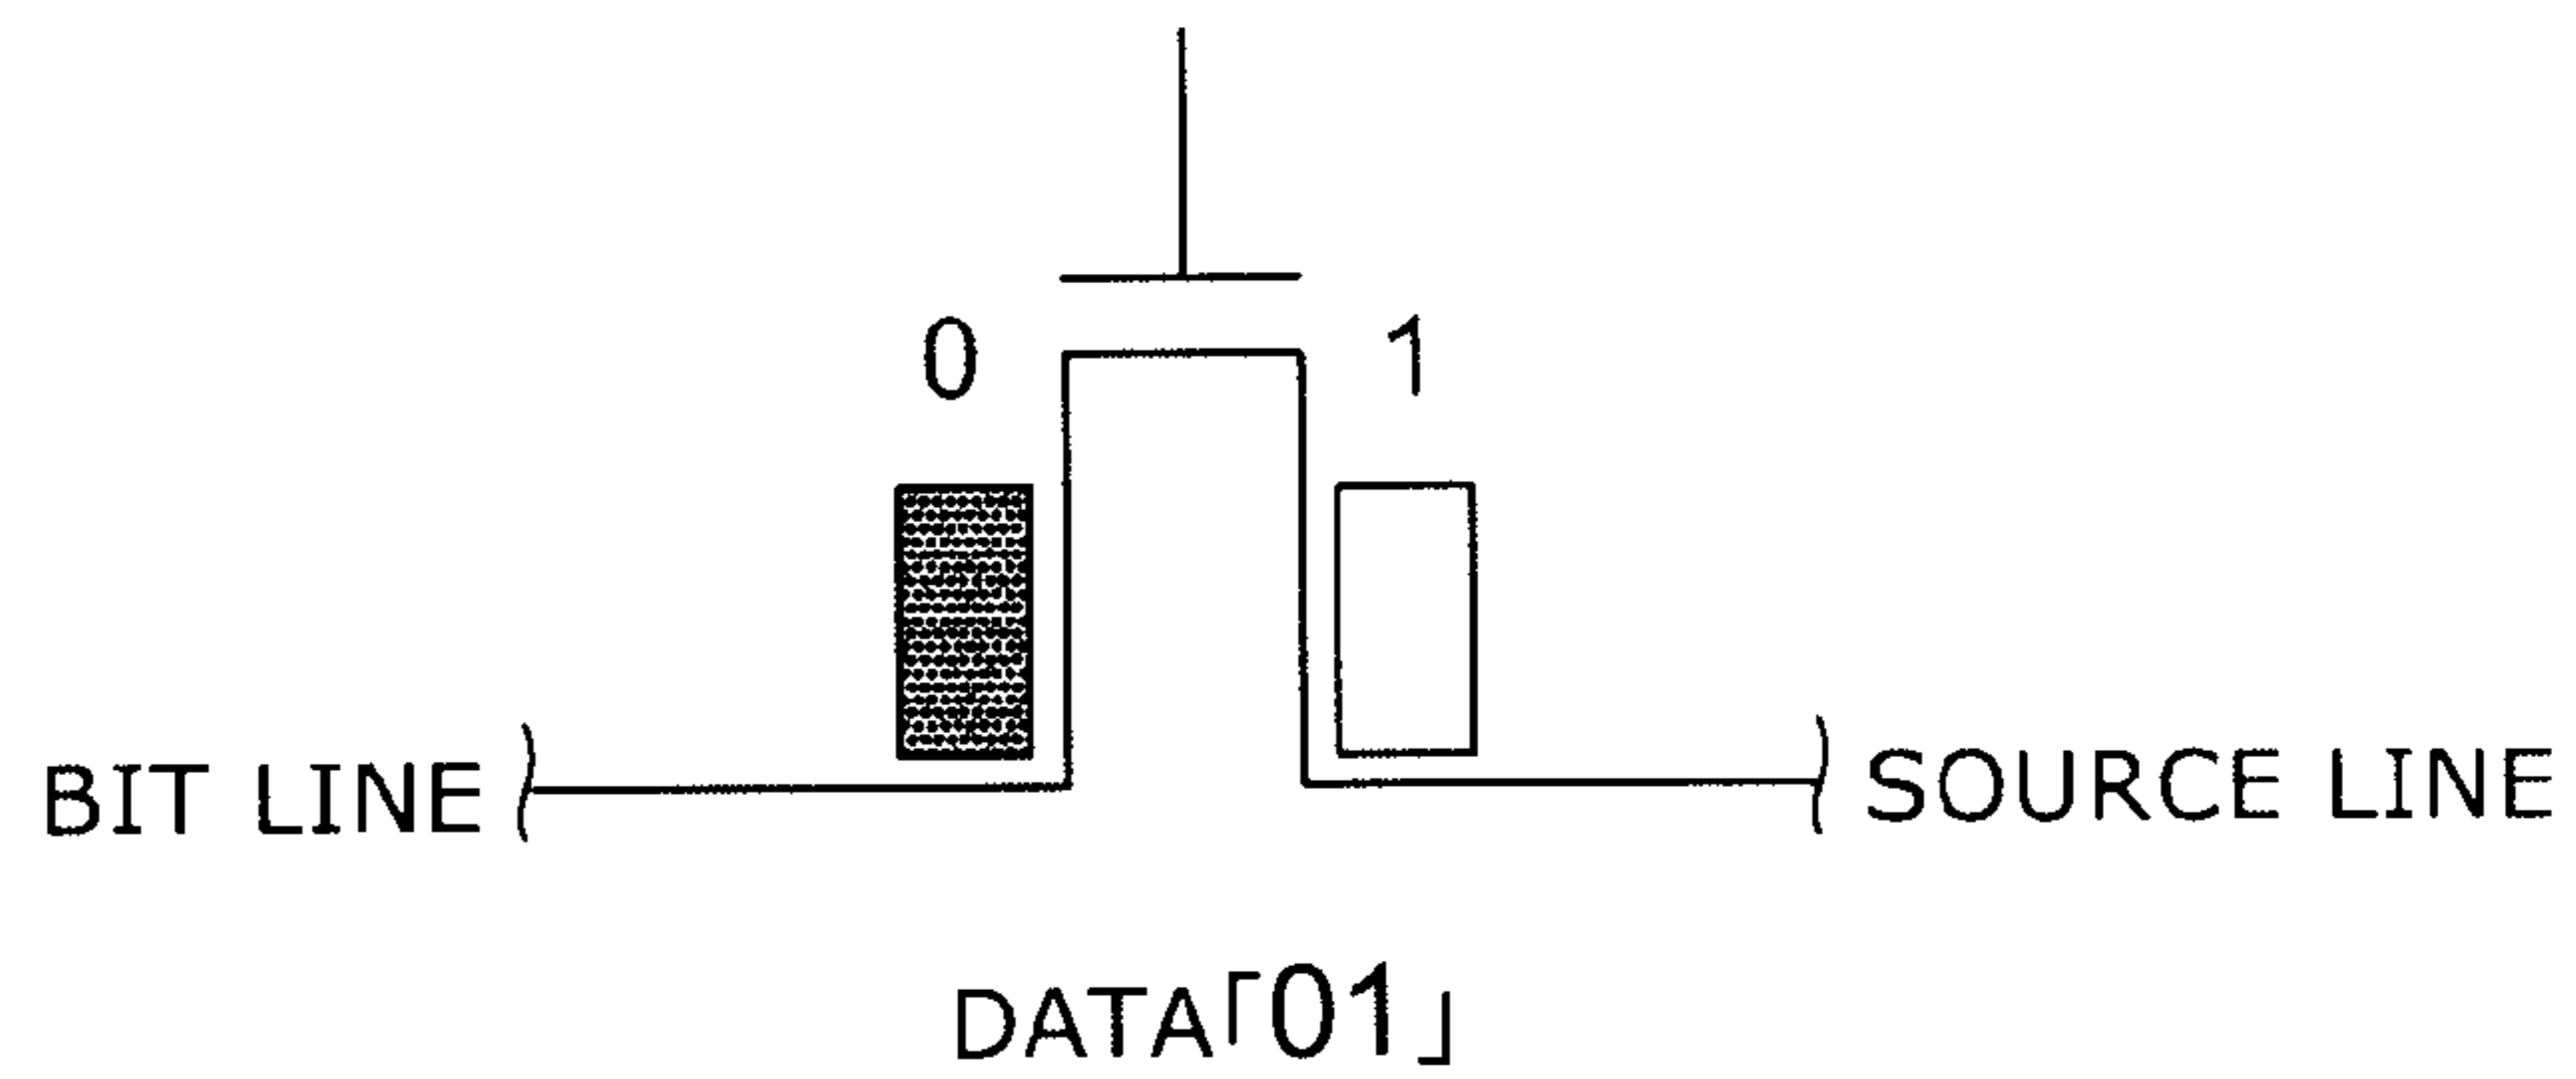 0 1
BIT LINE SOURCE LINE
DATA「01」